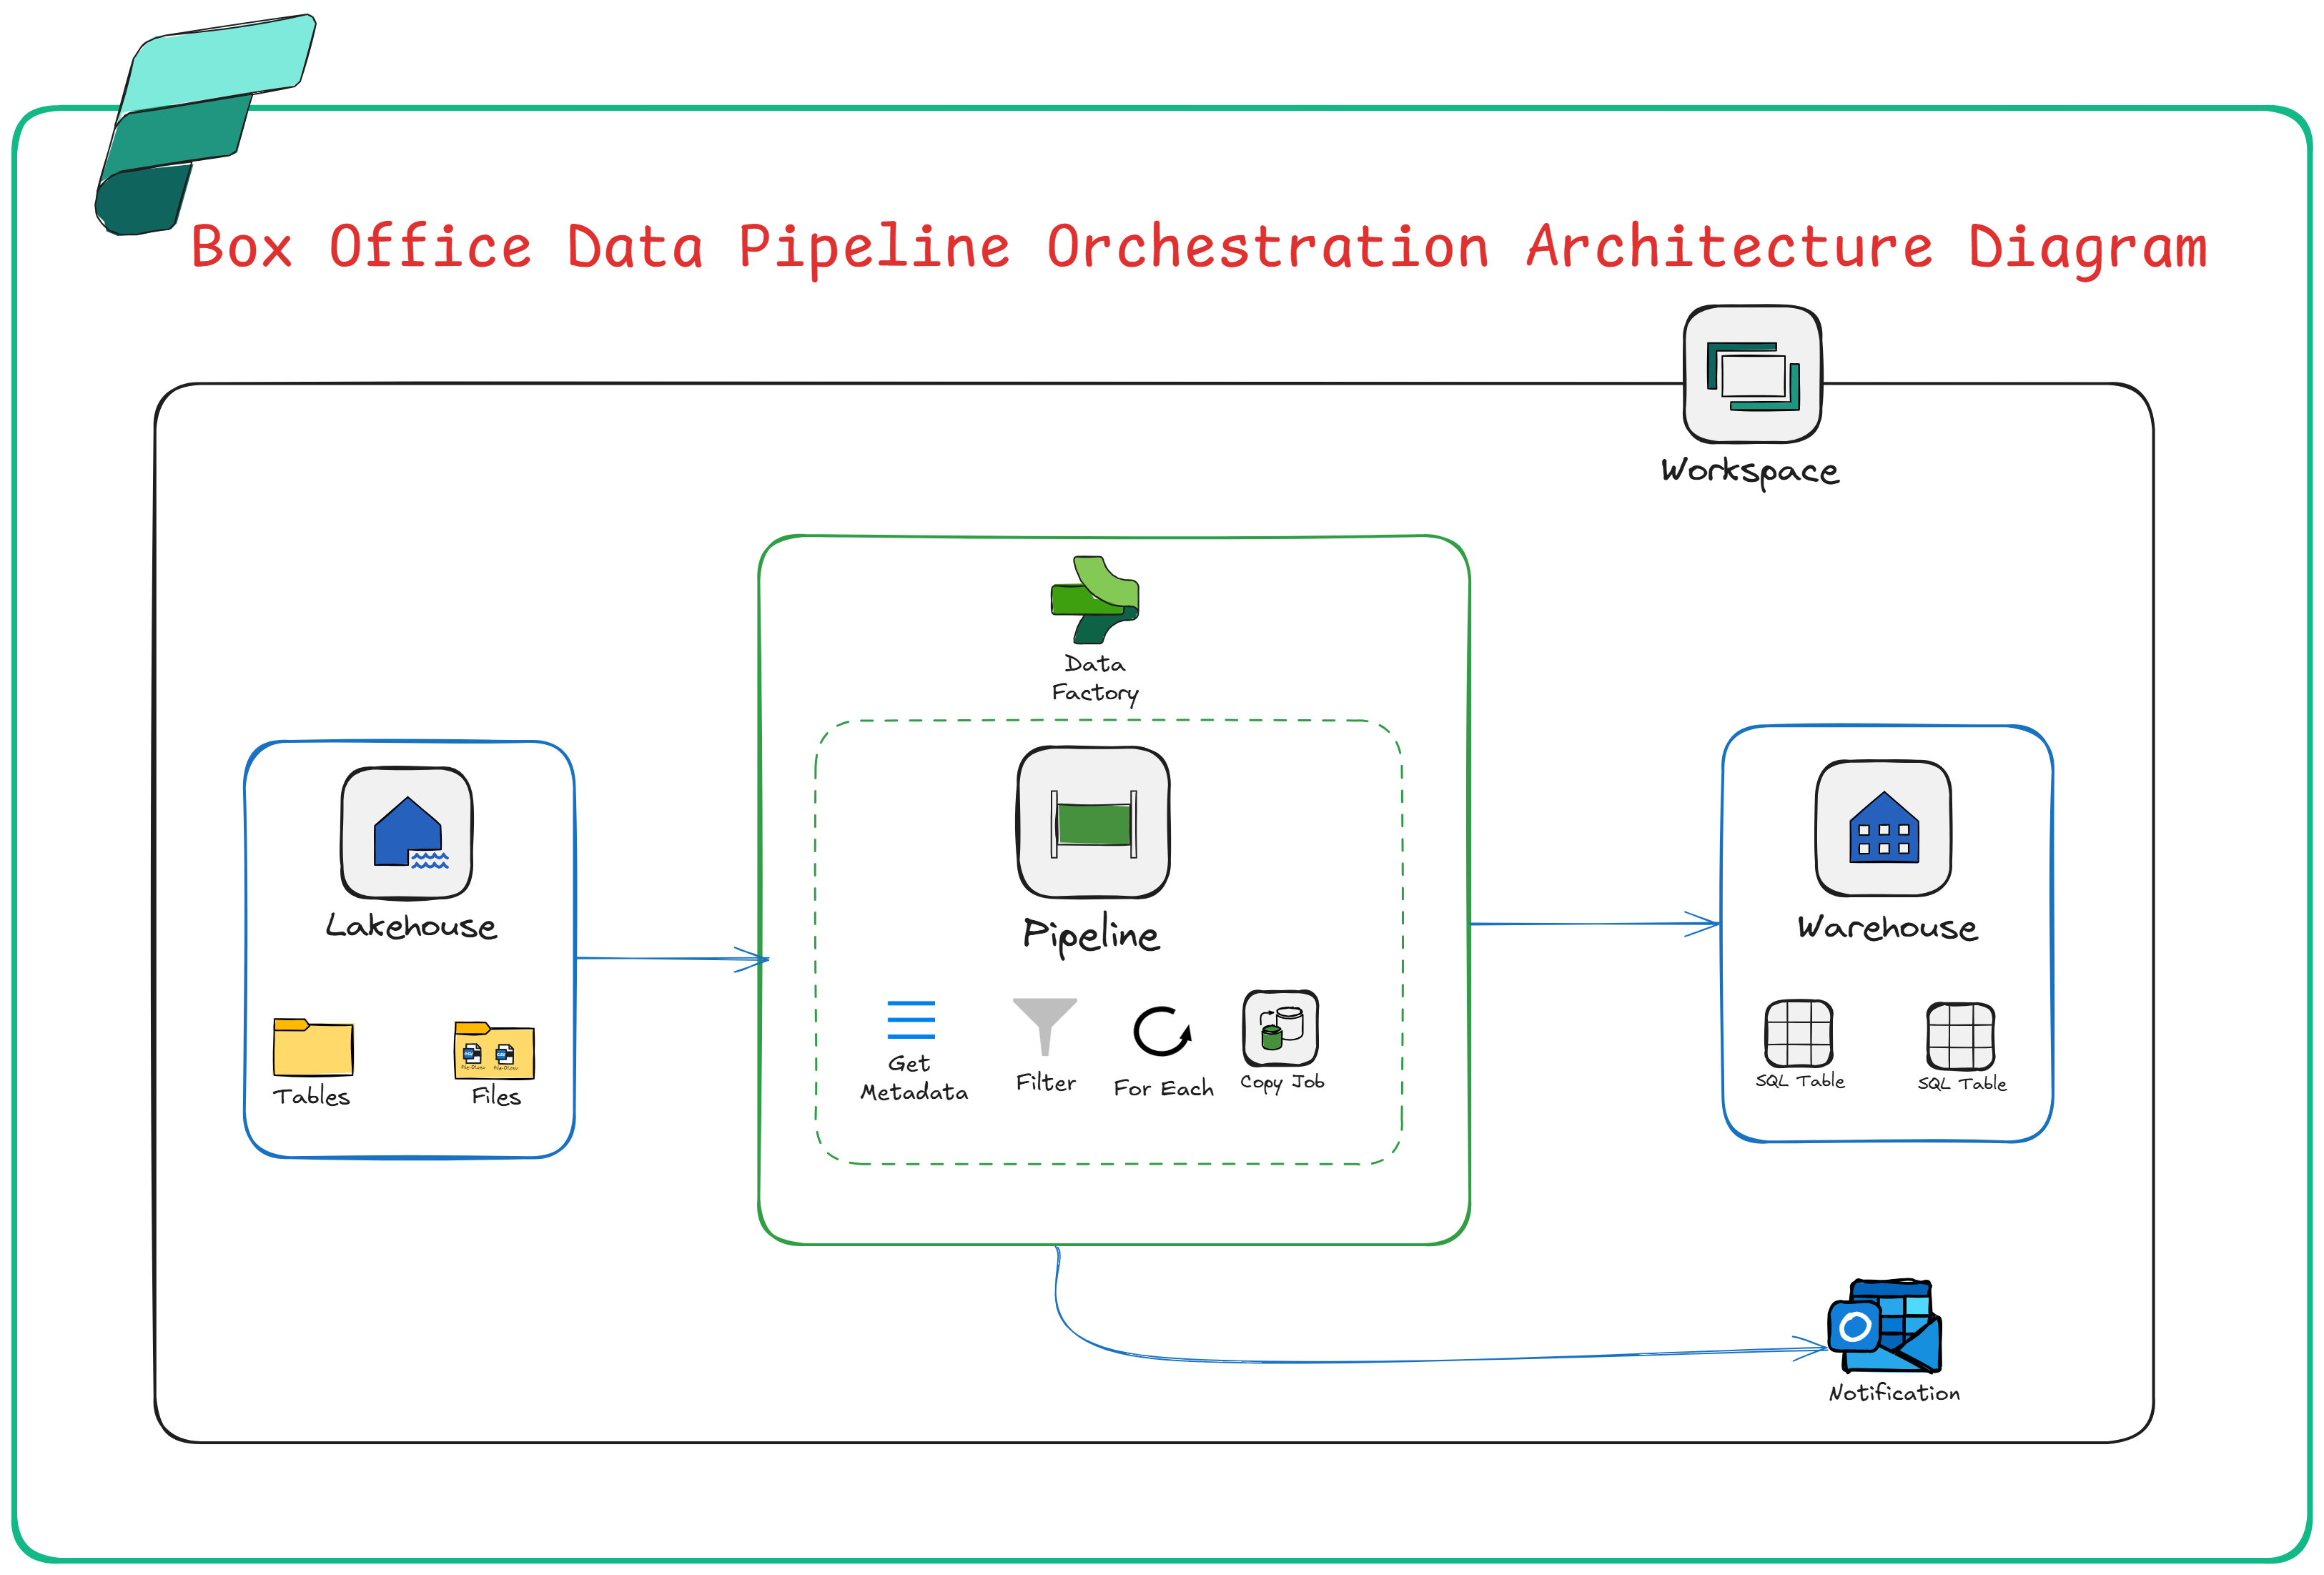 Box Office Data Pipeline Orchestration Architecture Diagram
Workspace
Data
Factory
Lakehouse
Tables
Files
Pipeline
Get
Metadata
Filter
For Each
Copy Job
Warehouse
SQL Table
SQL Table
Notification